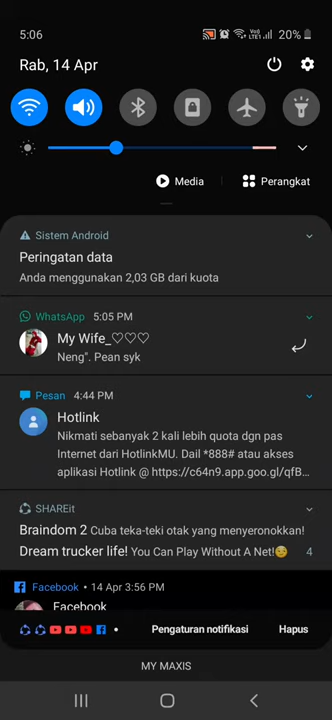 5:06
Vo))
LTE1
20%
Rab, 14 Apr
Media
Perangkat
Sistem Android
Peringatan data
Anda menggunakan 2,03 GB dari kuota
WhatsApp 5:05 PM
My Wife_♡♡♡
Neng". Pean syk
Pesan 4:44 PM
Hotlink
Nikmati sebanyak 2 kali lebih quota dgn pas
Internet dari HotlinkMU. Dail *888# atau akses
aplikasi Hotlink @ https://c64n9.app.goo.gl/qfB...
SHAREit
Braindom 2 Cuba teka-teki otak yang menyeronokkan!
Dream trucker life! You Can Play Without A Net!😏 4
Facebook • 14 Apr 3:56 PM
Facebook
Pengaturan notifikasi
Hapus
MY MAXIS